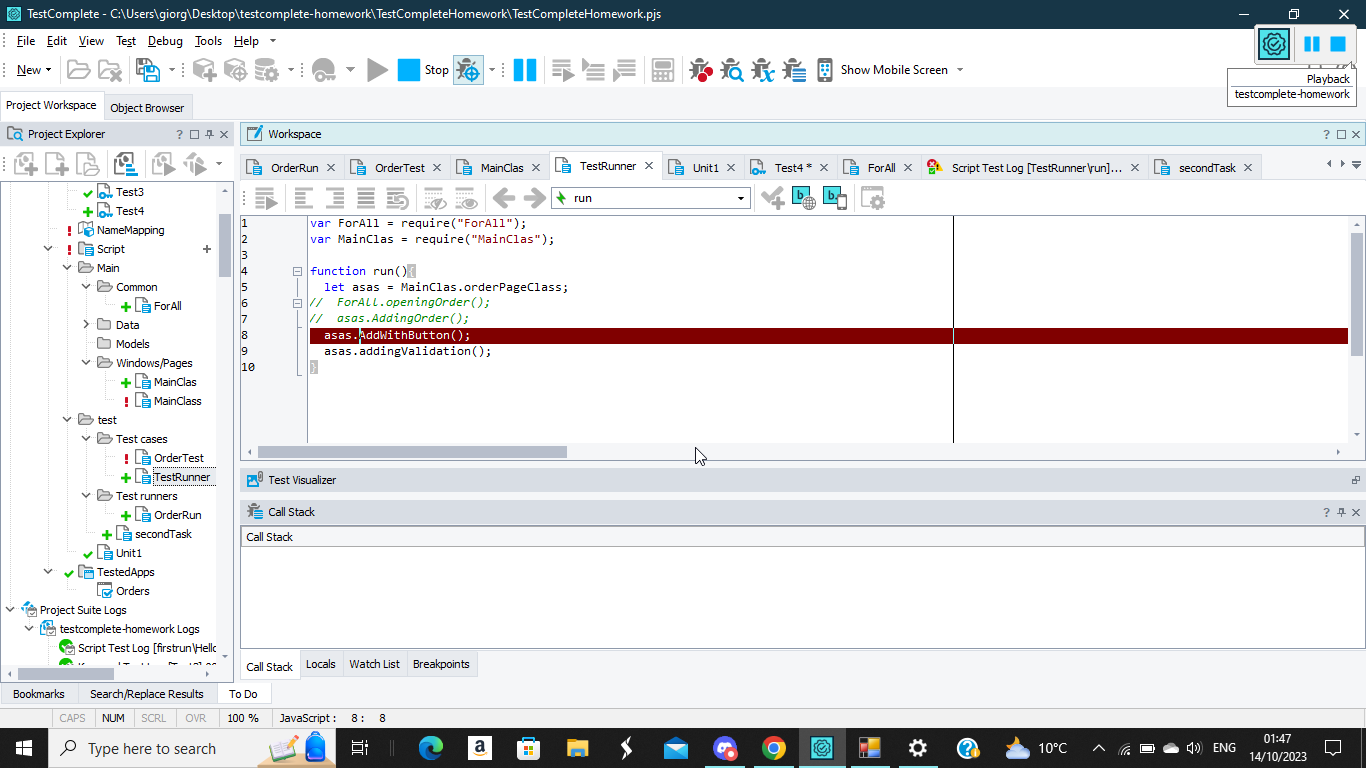 TestComplete - C:\Users\giorg\Desktop\testcomplete-homework\TestCompleteHomework\TestCompleteHomework.pjs
File Edit View Test Debug Tools Help
New Stop Show Mobile Screen
Playback
testcomplete-homework
Project Workspace Object Browser
Project Explorer
Workspace
OrderRun OrderTest MainClas TestRunner Unit1 Test4 * ForAll Script Test Log [TestRunner\run]... secondTask
run
Test3
Test4
NameMapping
Script
Main
Common
ForAll
Data
Models
Windows/Pages
MainClas
MainClass
test
Test cases
OrderTest
TestRunner
Test runners
OrderRun
secondTask
Unit1
TestedApps
Orders
Project Suite Logs
testcomplete-homework Logs
Script Test Log [firstrun\Hello
1 var ForAll = require("ForAll");
2 var MainClas = require("MainClas");
3
4 function run(){
5 let asas = MainClas.orderPageClass;
6 // ForAll.openingOrder();
7 // asas.AddingOrder();
8 asas.AddWithButton();
9 asas.addingValidation();
10 }
Test Visualizer
Call Stack
Call Stack
Call Stack Locals Watch List Breakpoints
Bookmarks Search/Replace Results To Do
CAPS NUM SCRL OVR 100 % JavaScript : 8 : 8
Type here to search
10°C
ENG
01:47
14/10/2023